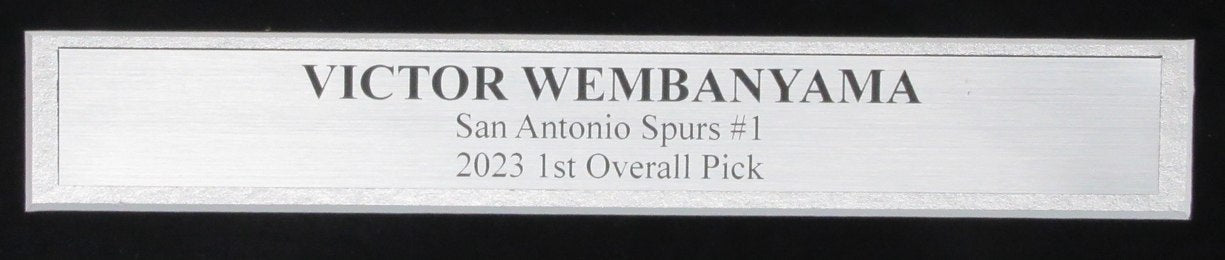 VICTOR WEMBANYAMA
San Antonio Spurs #1
2023 1st Overall Pick